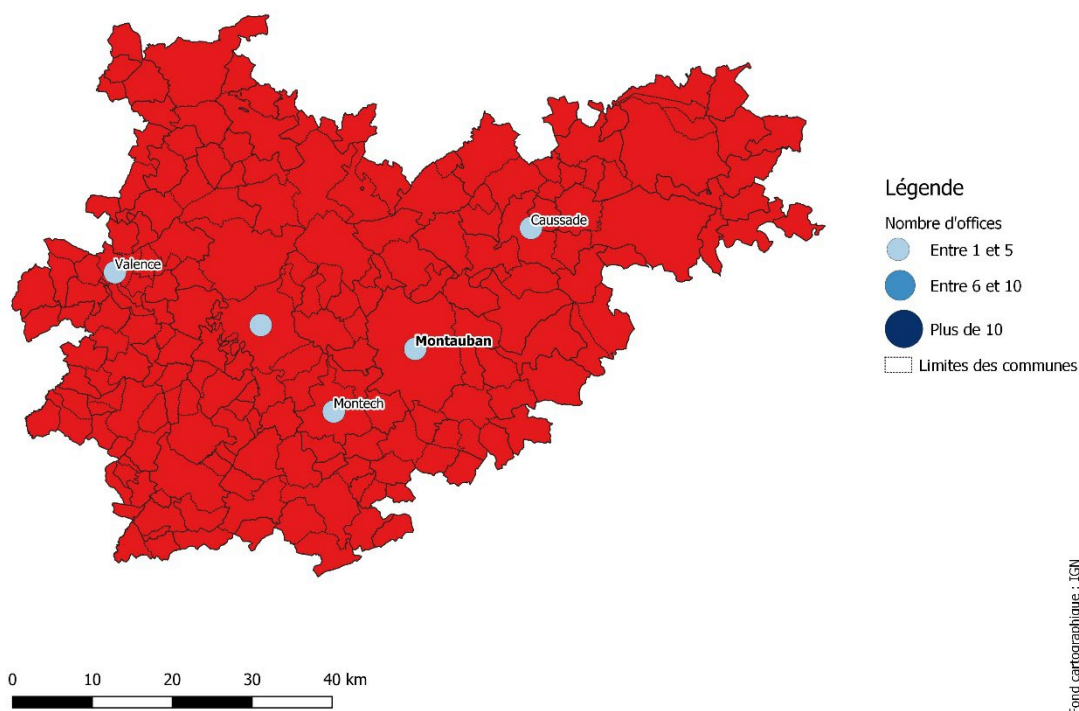 Caussade
Valence
Montauban
Montech
Légende
Nombre d'offices
Entre 1 et 5
Entre 6 et 10
Plus de 10
Limites des communes
Fond cartographique : IGN
0 10 20 30 40 km